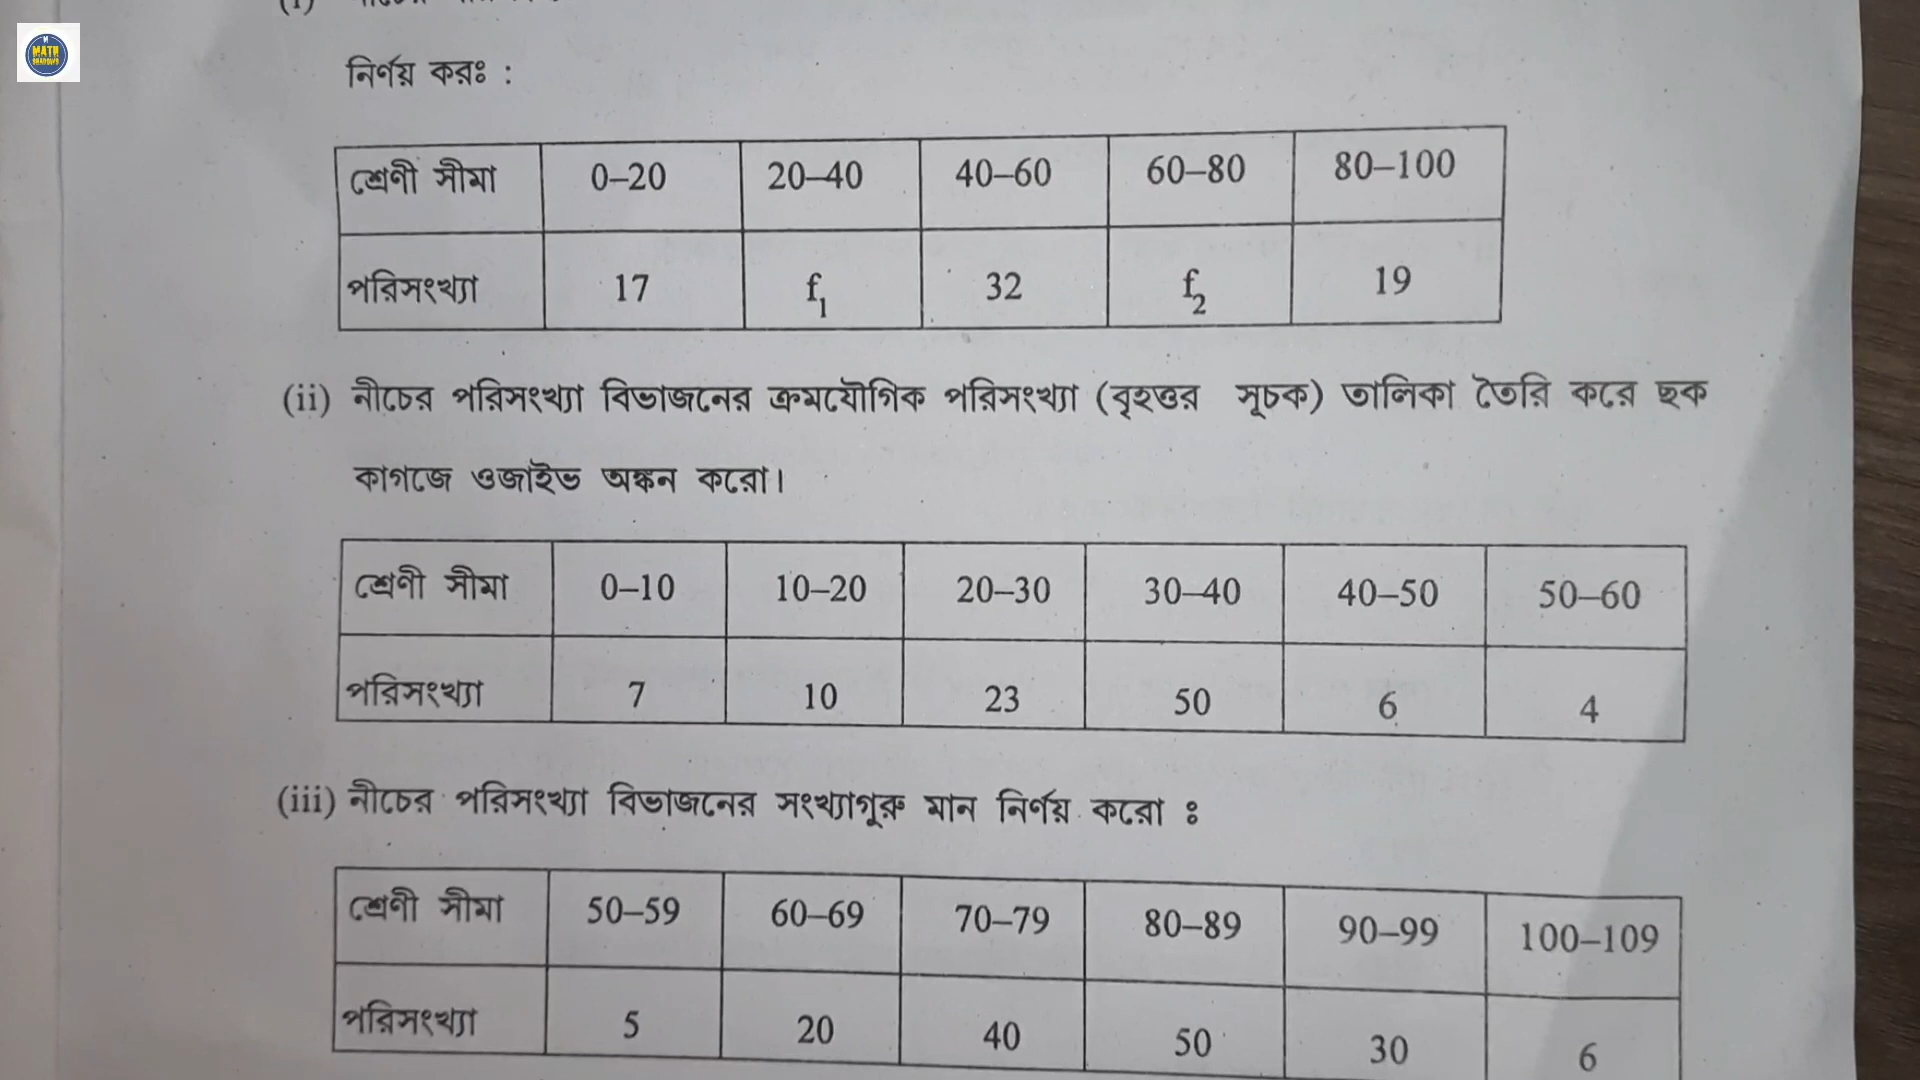 (i)
MATH
SHADOWS
নির্ণয় করঃ :
শ্রেণী সীমা 0–20 20–40 40–60 60–80 80–100
পরিসংখ্যা 17 f₁ 32 f₂ 19
(ii) নীচের পরিসংখ্যা বিভাজনের ক্রমযৌগিক পরিসংখ্যা (বৃহত্তর সূচক) তালিকা তৈরি করে ছক
কাগজে ওজাইভ অঙ্কন করো।
শ্রেণী সীমা 0–10 10–20 20–30 30–40 40–50 50–60
পরিসংখ্যা 7 10 23 50 6 4
(iii) নীচের পরিসংখ্যা বিভাজনের সংখ্যাগুরু মান নির্ণয় করো ঃ
শ্রেণী সীমা 50–59 60–69 70–79 80–89 90–99 100–109
পরিসংখ্যা 5 20 40 50 30 6